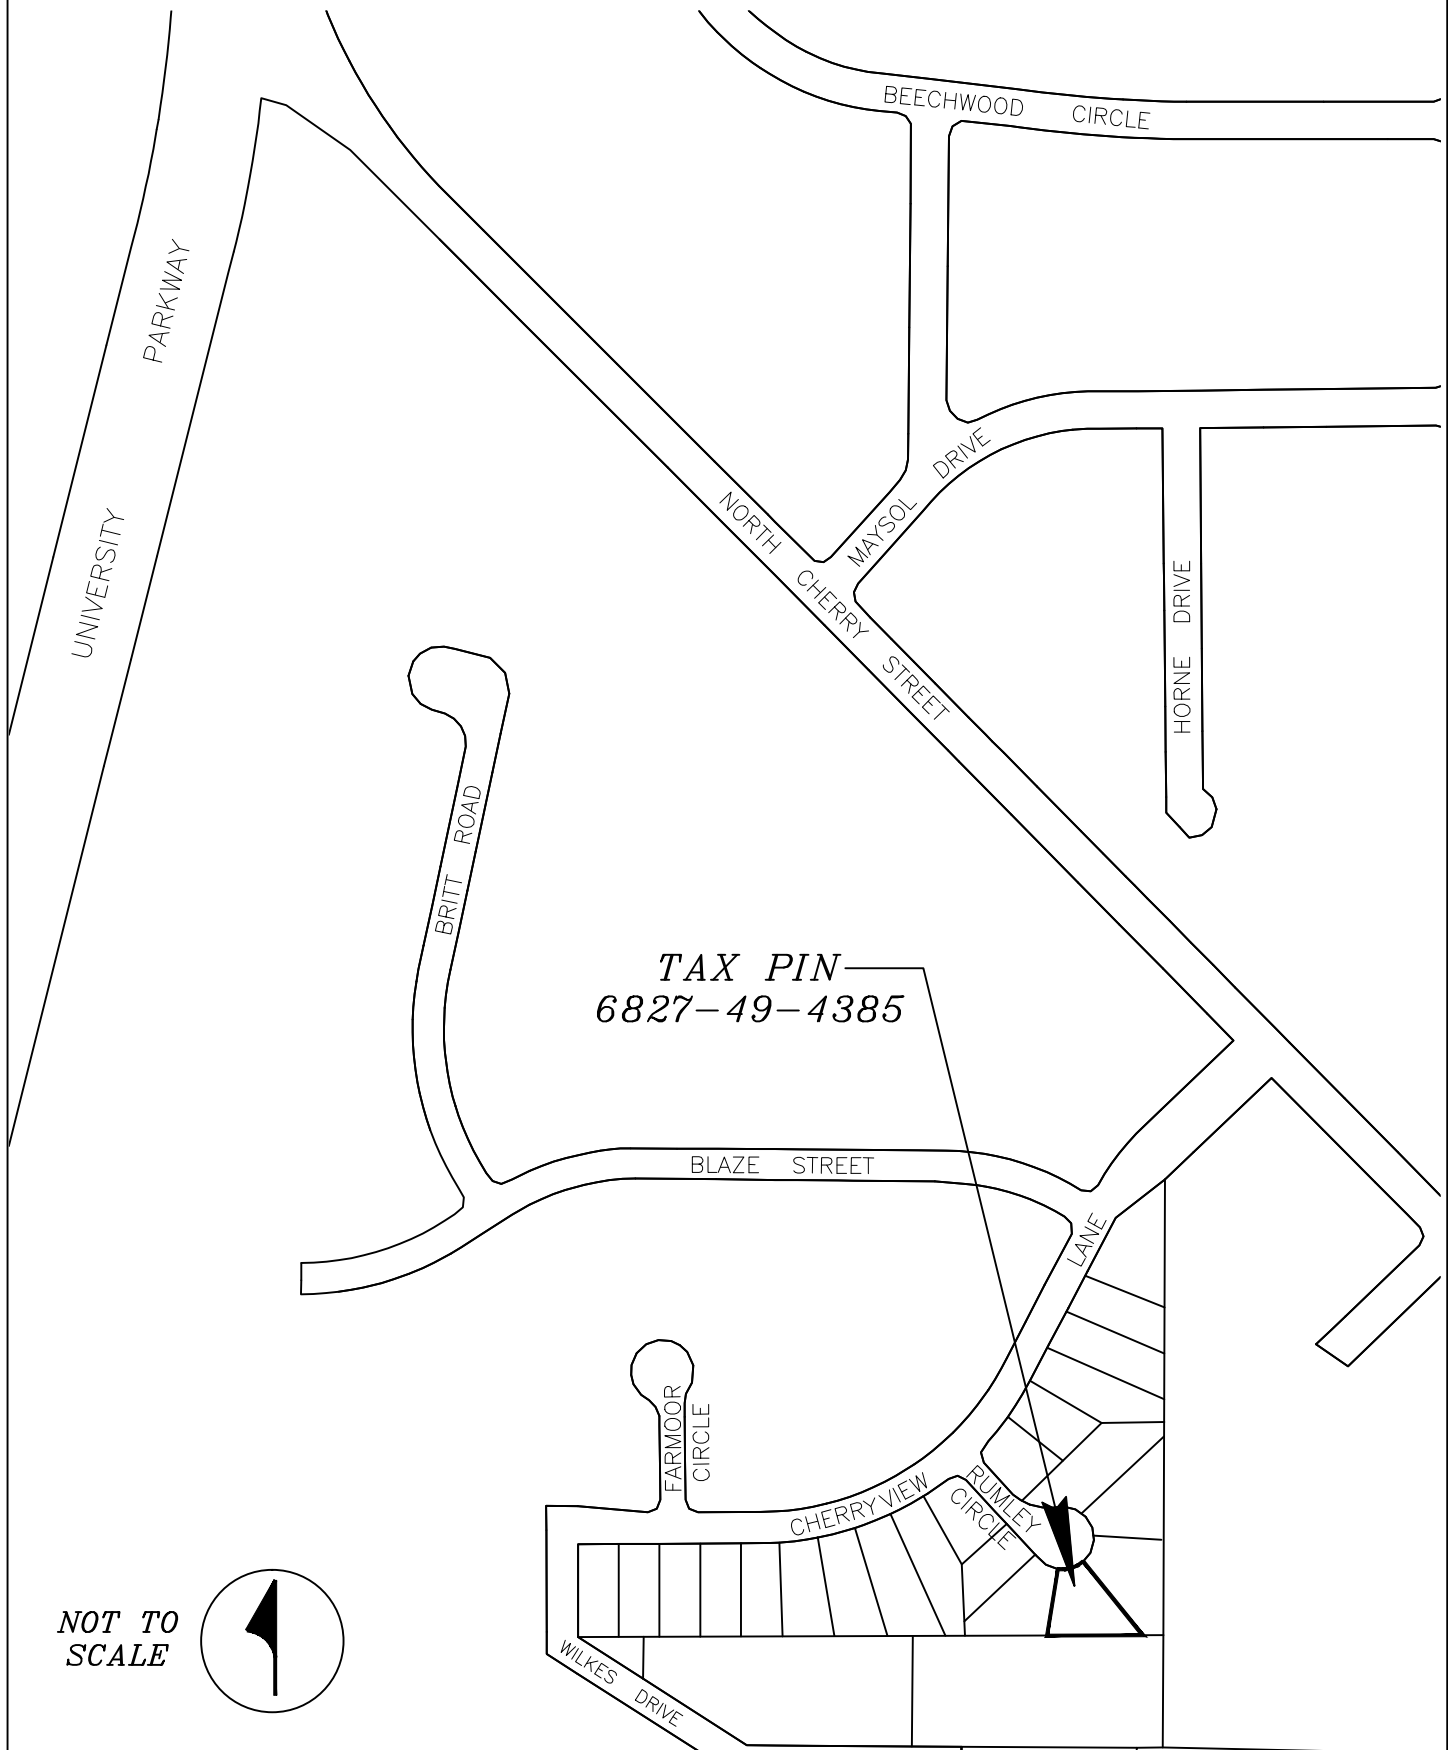 BEECHWOOD CIRCLE
UNIVERSITY PARKWAY
MAYSOL DRIVE
NORTH CHERRY STREET
HORNE DRIVE
BRITT ROAD
TAX PIN
6827-49-4385
BLAZE STREET
LANE
FARMOOR
CIRCLE
CHERRYVIEW
RUMLEY
CIRCLE
NOT TO
SCALE
WILKES DRIVE